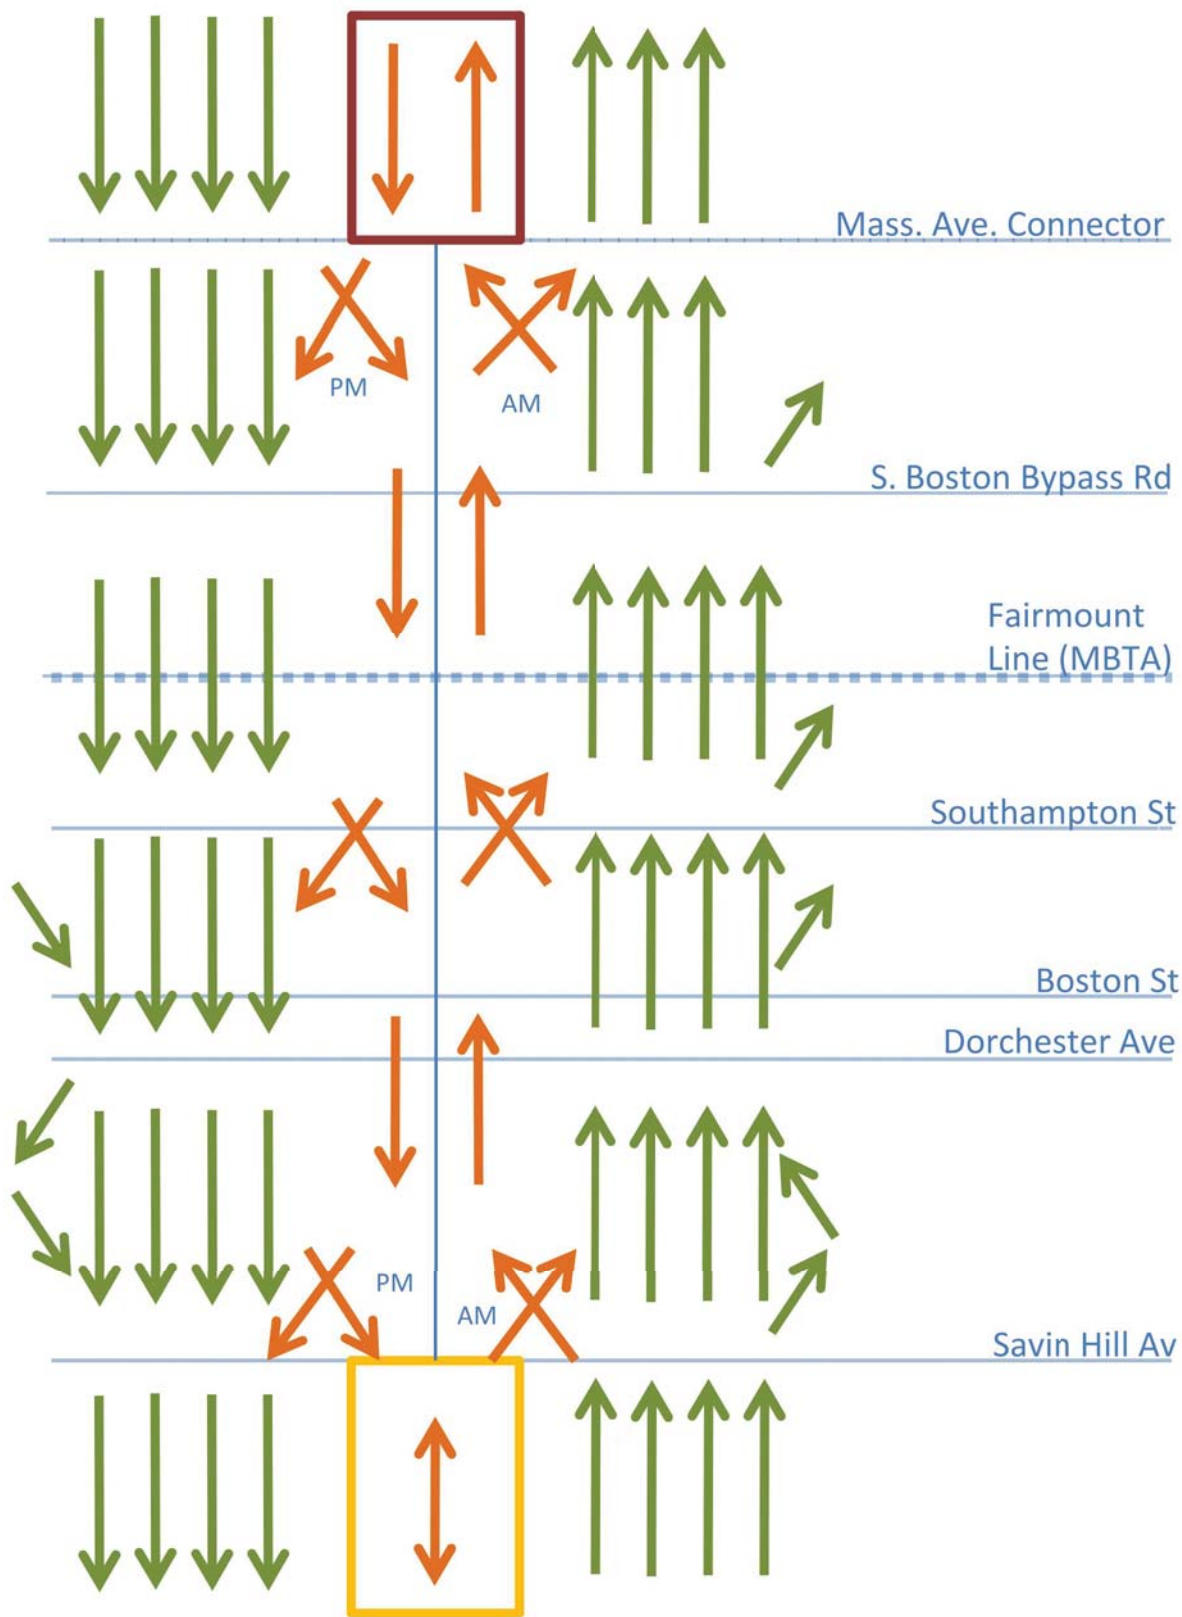 Mass. Ave. Connector
PM
AM
S. Boston Bypass Rd
Fairmount
Line (MBTA)
Southampton St
Boston St
Dorchester Ave
PM
AM
Savin Hill Av